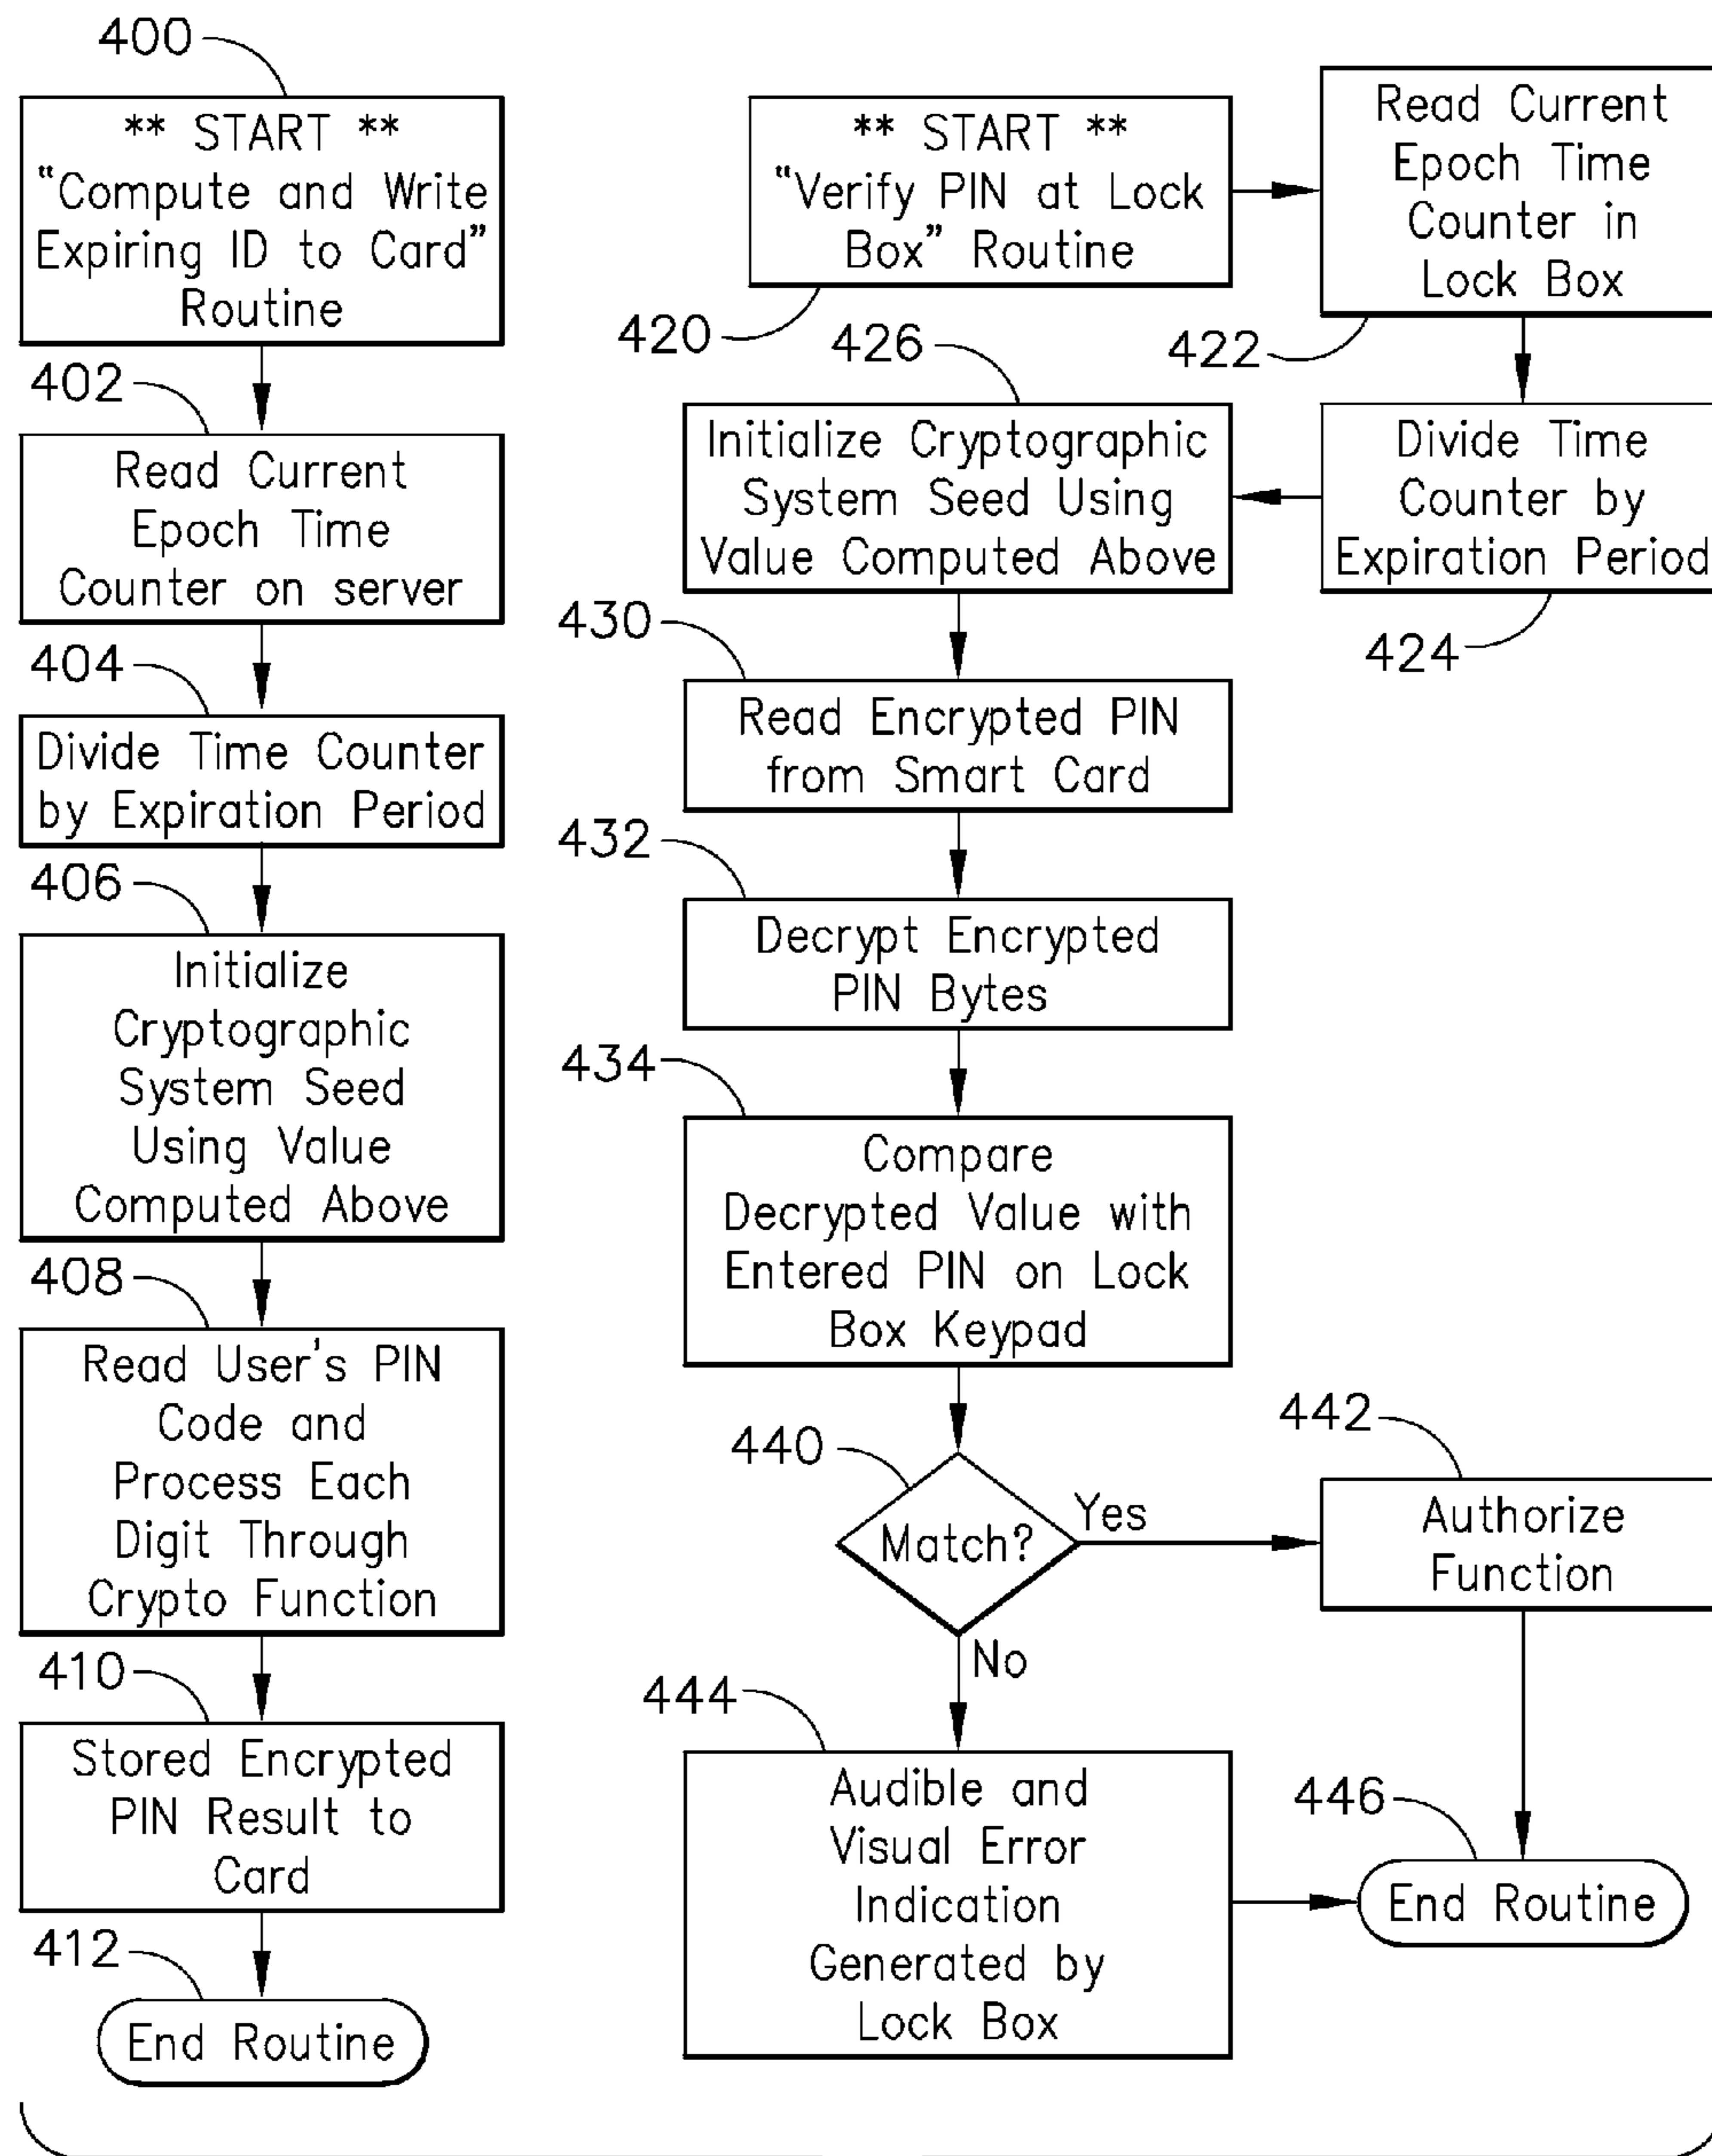 400
** START **
“Compute and Write
Expiring ID to Card”
Routine
402
Read Current
Epoch Time
Counter on server
404
Divide Time Counter
by Expiration Period
406
Initialize
Cryptographic
System Seed
Using Value
Computed Above
408
Read User's PIN
Code and
Process Each
Digit Through
Crypto Function
410
Stored Encrypted
PIN Result to
Card
412
End Routine
** START **
“Verify PIN at Lock
Box” Routine
420
Read Current
Epoch Time
Counter in
Lock Box
422
Divide Time
Counter by
Expiration Period
424
426
Initialize Cryptographic
System Seed Using
Value Computed Above
430
Read Encrypted PIN
from Smart Card
432
Decrypt Encrypted
PIN Bytes
434
Compare
Decrypted Value with
Entered PIN on Lock
Box Keypad
440
Match?
Yes
442
Authorize
Function
No
444
Audible and
Visual Error
Indication
Generated by
Lock Box
446
End Routine